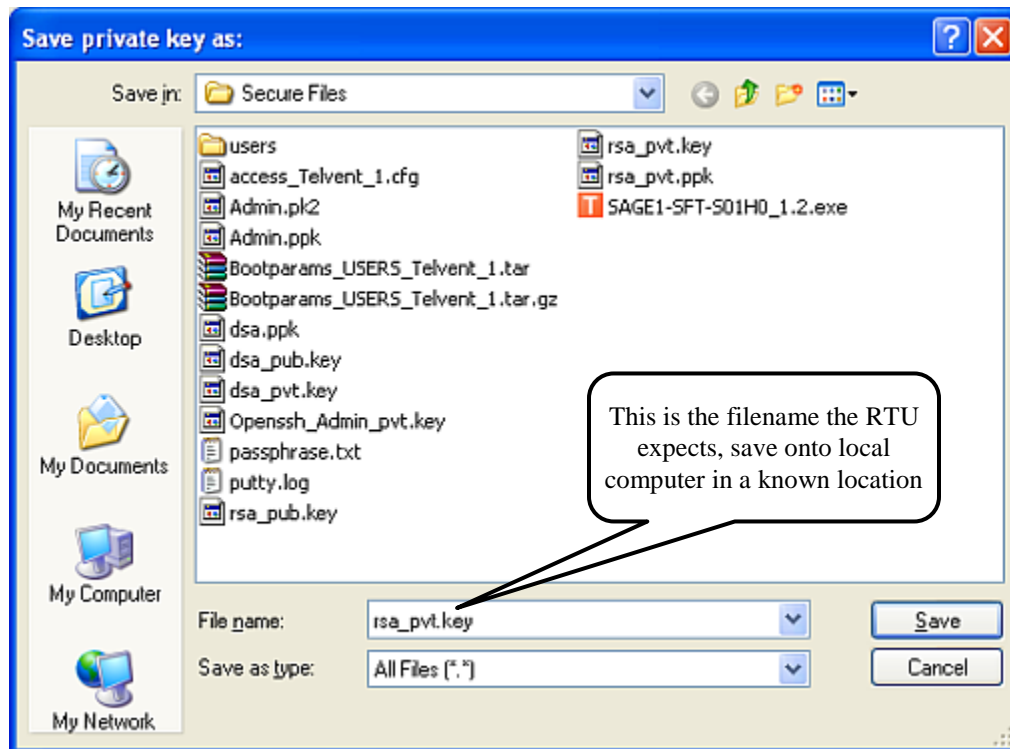 Save private key as:
Save in:
Secure Files
My Recent
Documents
Desktop
My Documents
My Computer
My Network
users
access_Telvent_1.cfg
Admin.pk2
Admin.ppk
Bootparams_USERS_Telvent_1.tar
Bootparams_USERS_Telvent_1.tar.gz
dsa.ppk
dsa_pub.key
dsa_pvt.key
Openssh_Admin_pvt.key
passphrase.txt
putty.log
rsa_pub.key
rsa_pvt.key
rsa_pvt.ppk
SAGE1-SFT-S01H0_1.2.exe
This is the filename the RTU
expects, save onto local
computer in a known location
File name:
rsa_pvt.key
Save
Save as type:
All Files (*.*)
Cancel